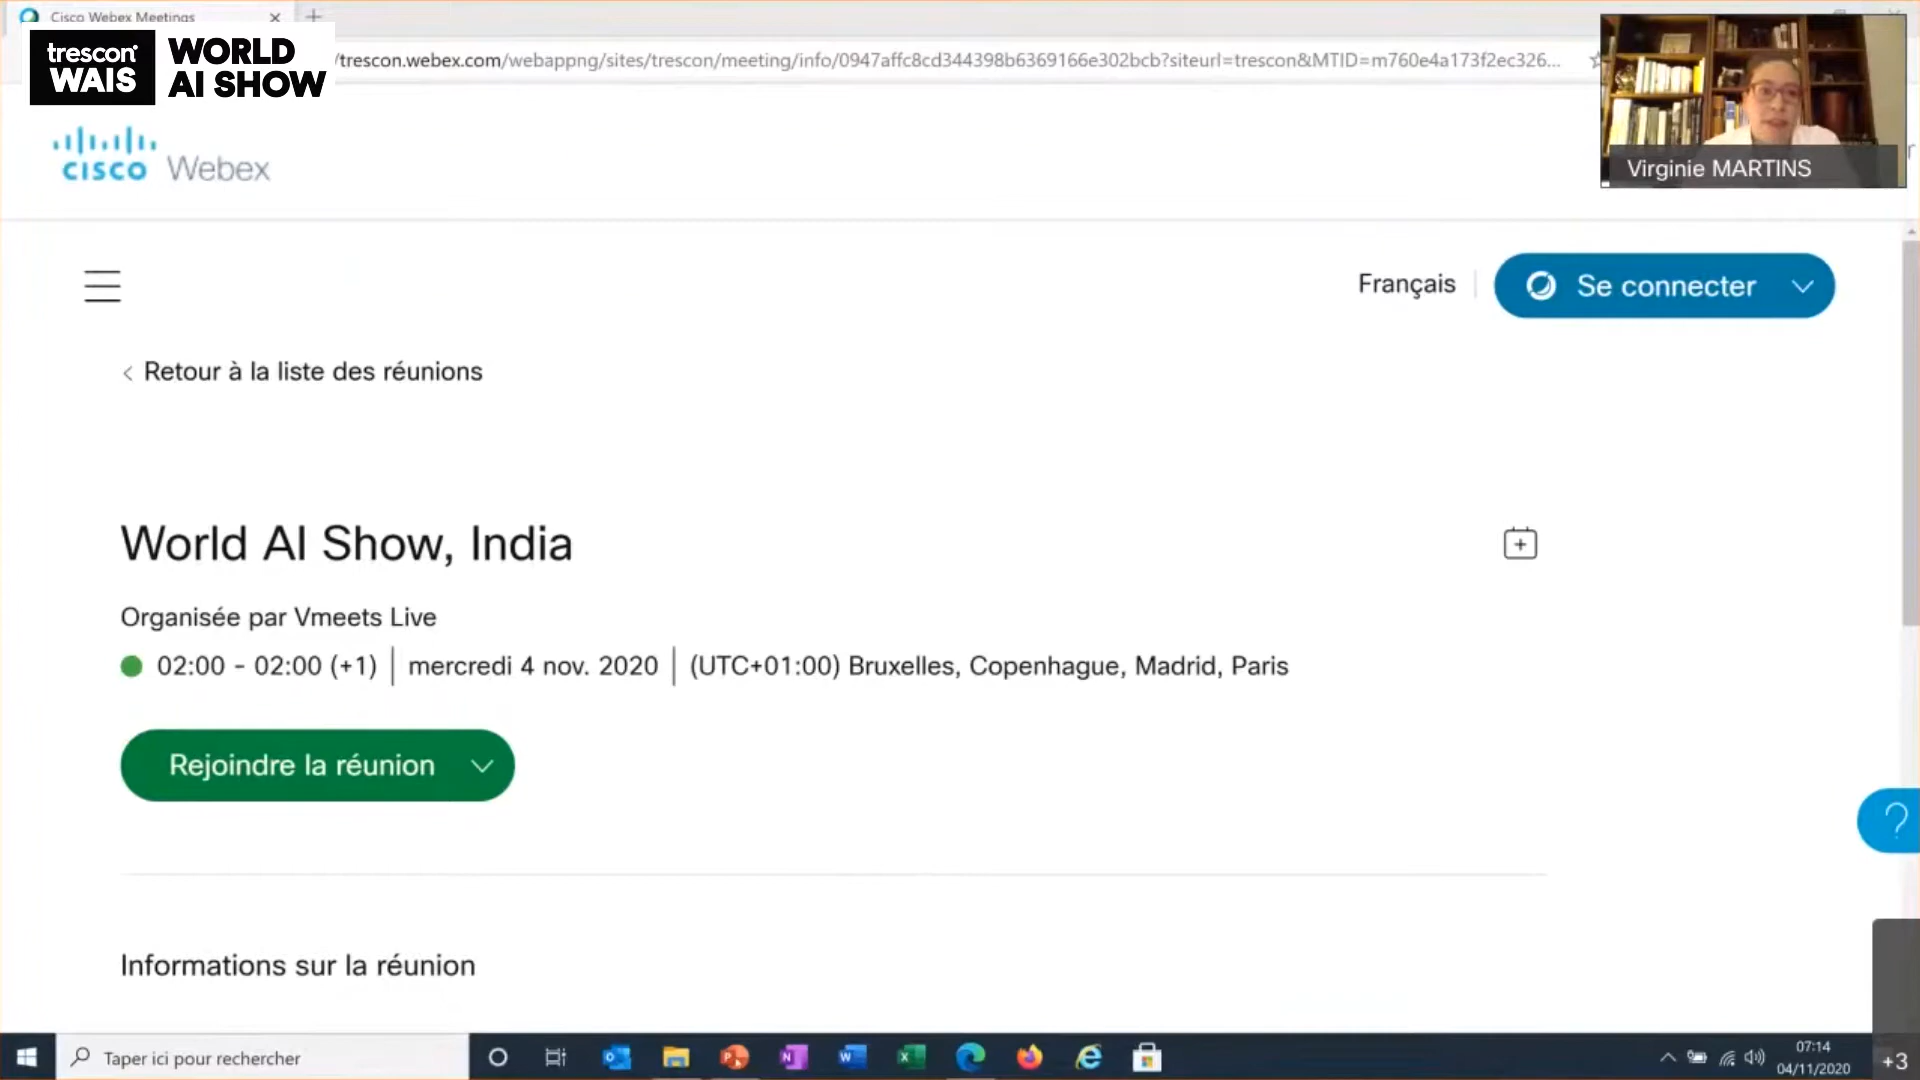 Cisco Webex Meetings
trescon
WAIS
WORLD
AI SHOW
/trescon.webex.com/webappng/sites/trescon/meeting/info/0947affc8cd344398b6369166e302bcb?siteurl=trescon&MTID=m760e4a173f2ec326...
cisco Webex
Virginie MARTINS
Français
Se connecter
Retour à la liste des réunions
World AI Show, India
Organisée par Vmeets Live
02:00 - 02:00 (+1) | mercredi 4 nov. 2020 | (UTC+01:00) Bruxelles, Copenhague, Madrid, Paris
Rejoindre la réunion
?
Informations sur la réunion
Taper ici pour rechercher
07:14
04/11/2020
+3